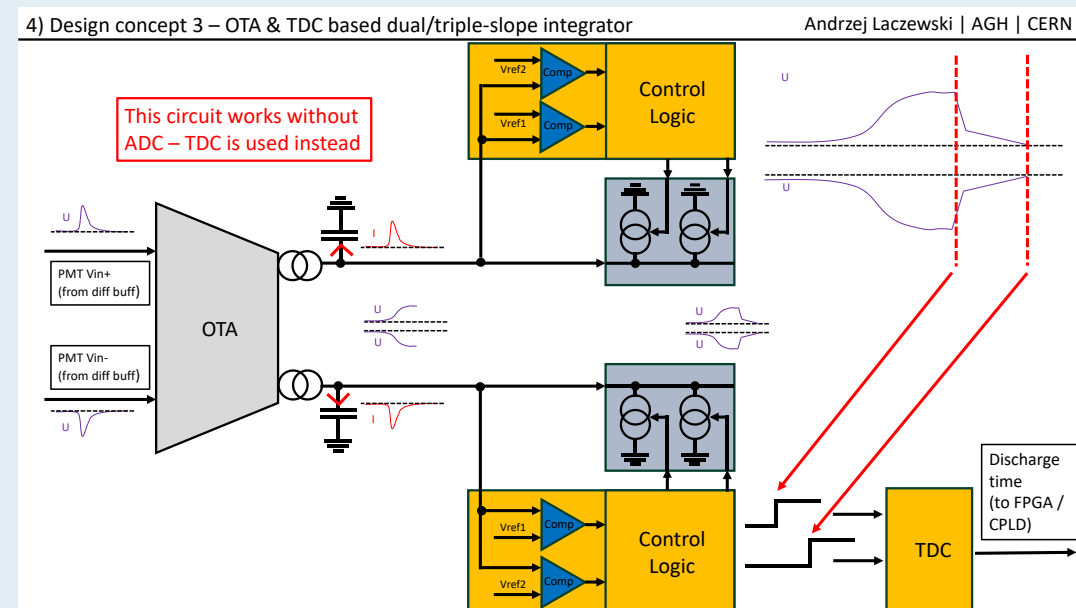 4) Design concept 3 – OTA & TDC based dual/triple-slope integrator
Andrzej Laczewski | AGH | CERN
This circuit works without
ADC – TDC is used instead
Vref2
Comp
Vref1
Comp
Control
Logic
U
U
U
I
PMT Vin+
(from diff buff)
OTA
U
U
U
U
PMT Vin-
(from diff buff)
U
I
Vref1
Comp
Vref2
Comp
Control
Logic
TDC
Discharge
time
(to FPGA /
CPLD)